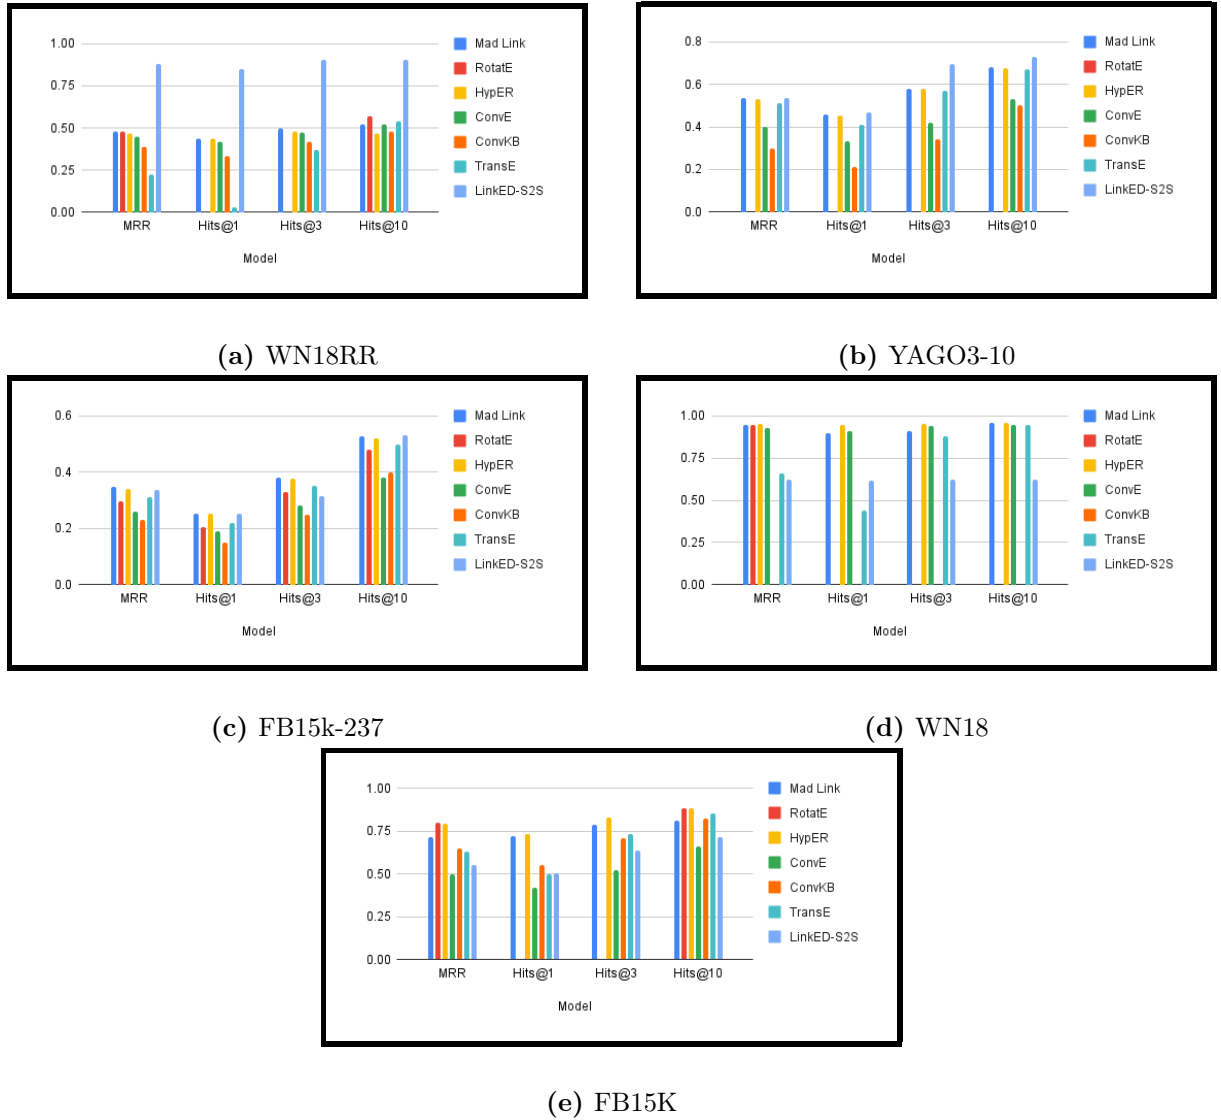 1.00
0.75
0.50
0.25
0.00
MRR
Hits@1
Hits@3
Hits@10
Model
Mad Link
RotatE
HypER
ConvE
ConvKB
TransE
LinkED-S2S
(a) WN18RR
0.8
0.6
0.4
0.2
0.0
MRR
Hits@1
Hits@3
Hits@10
Model
Mad Link
RotatE
HypER
ConvE
ConvKB
TransE
LinkED-S2S
(b) YAGO3-10
0.6
0.4
0.2
0.0
MRR
Hits@1
Hits@3
Hits@10
Model
Mad Link
RotatE
HypER
ConvE
ConvKB
TransE
LinkED-S2S
(c) FB15k-237
1.00
0.75
0.50
0.25
0.00
MRR
Hits@1
Hits@3
Hits@10
Model
Mad Link
RotatE
HypER
ConvE
ConvKB
TransE
LinkED-S2S
(d) WN18
1.00
0.75
0.50
0.25
0.00
MRR
Hits@1
Hits@3
Hits@10
Model
Mad Link
RotatE
HypER
ConvE
ConvKB
TransE
LinkED-S2S
(e) FB15K